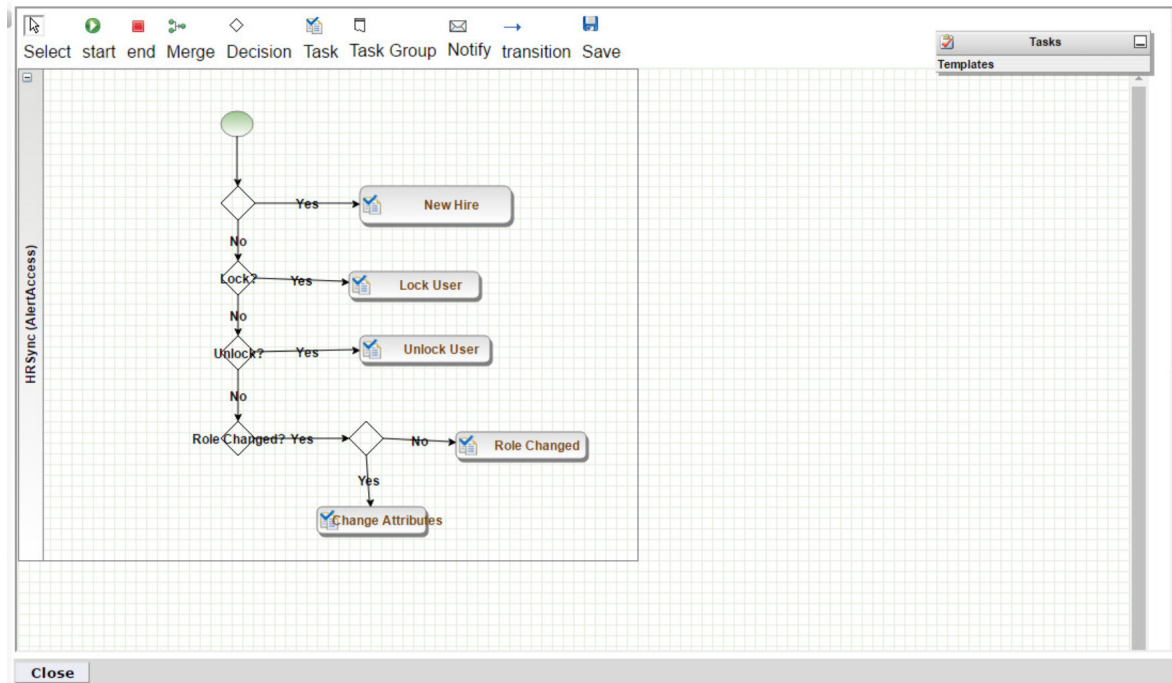 Select start end Merge Decision Task Task Group Notify transition Save
Tasks
Templates
HRSync (AlertAccess)
Yes
New Hire
No
Lock?
Yes
Lock User
No
Unlock?
Yes
Unlock User
No
Role Changed? Yes
No
Role Changed
Yes
Change Attributes
Close